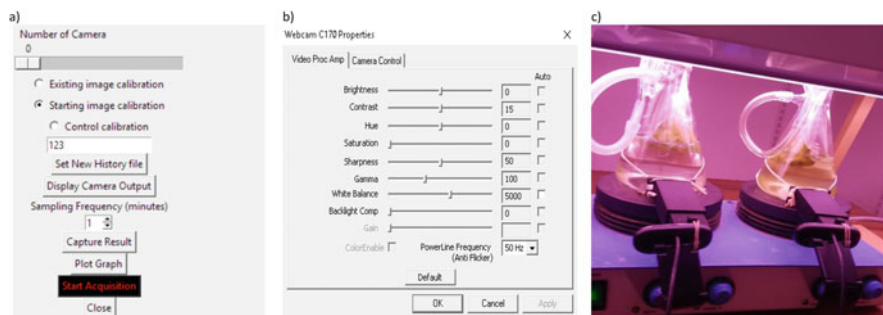 a)
Number of Camera
0
Existing image calibration
Starting image calibration
Control calibration
123
Set New History file
Display Camera Output
Sampling Frequency (minutes)
1
Capture Result
Plot Graph
Start Acquisition
Close
b)
Webcam C170 Properties X
Video Proc Amp Camera Control
Auto
Brightness 0
Contrast 15
Hue 0
Saturation 0
Sharpness 50
Gamma 100
White Balance 5000
Backlight Comp 0
Gain
ColorEnable PowerLine Frequency 50 Hz
(Anti Flicker)
Default
OK Cancel Apply
c)